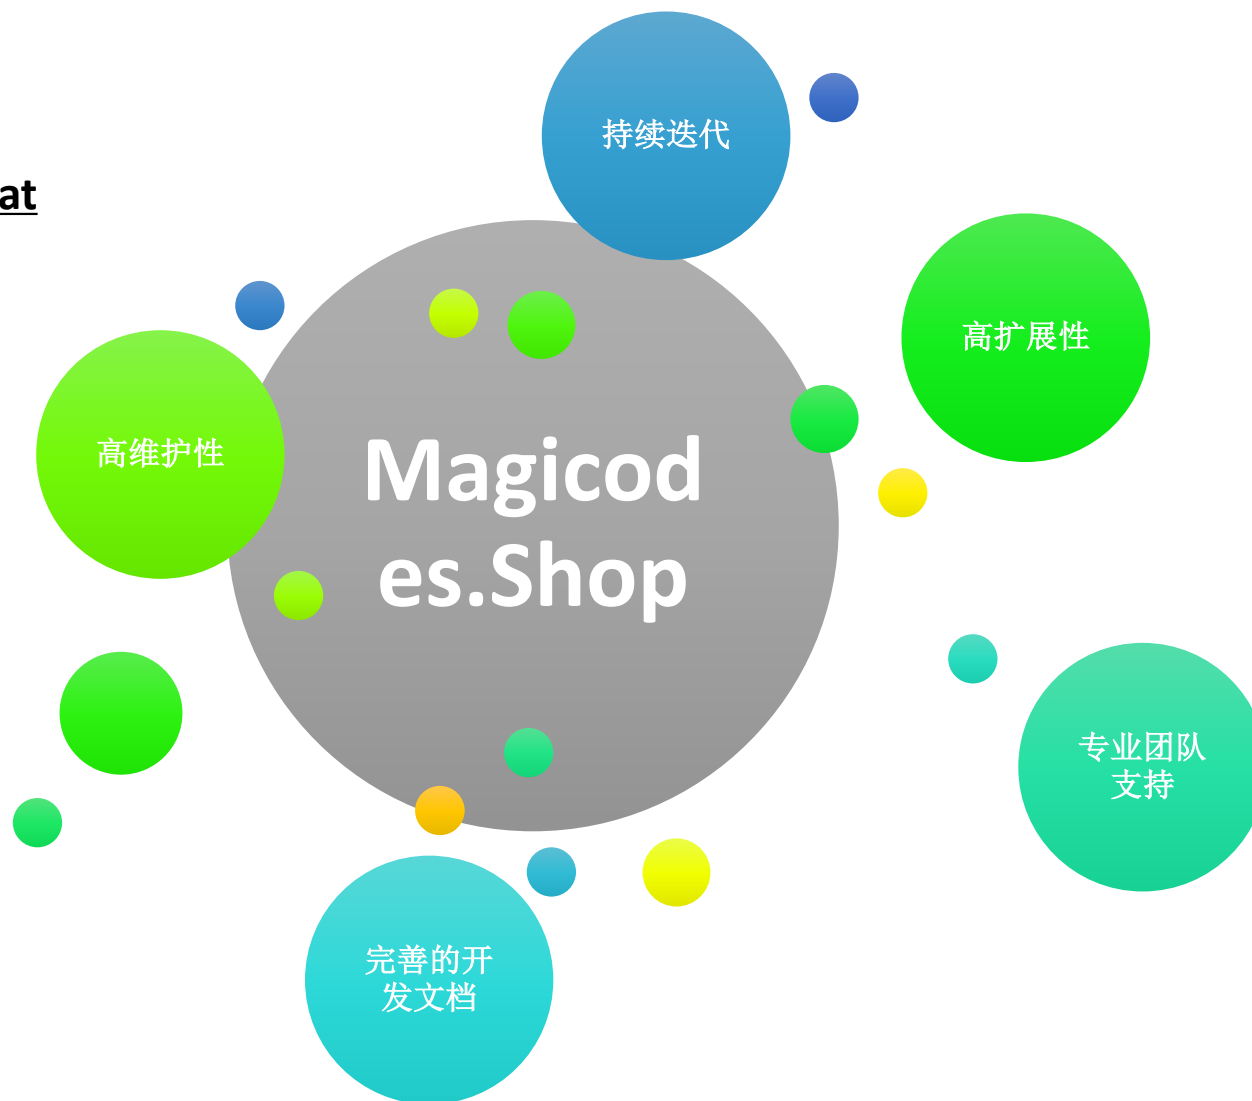 持续迭代
at
高扩展性
高维护性
Magicod
es.Shop
专业团队
支持
完善的开
发文档